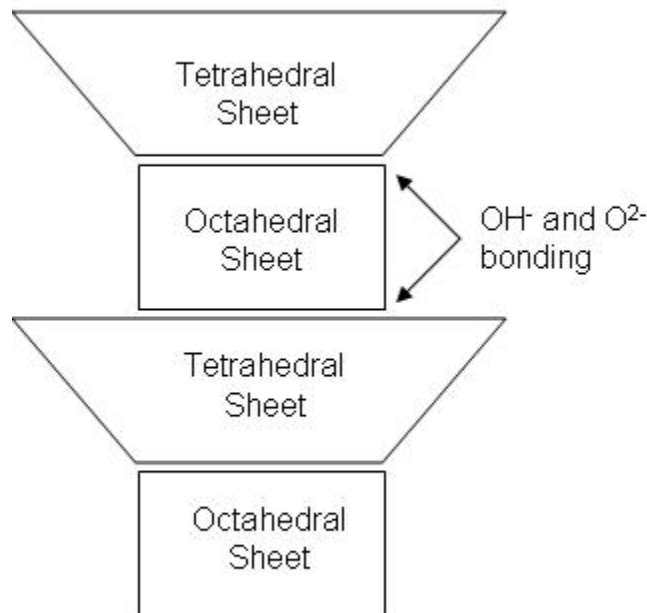 Tetrahedral
Sheet
Octahedral
Sheet
OH⁻ and O²⁻
bonding
Tetrahedral
Sheet
Octahedral
Sheet